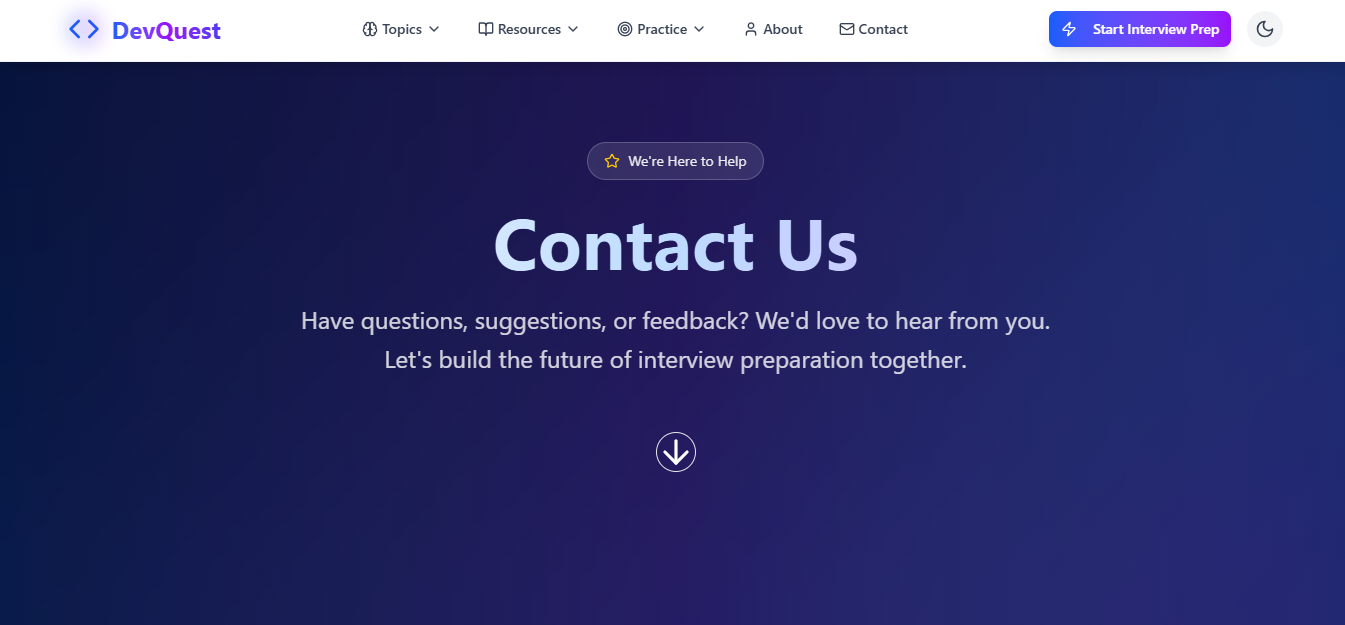 DevQuest
Topics
Resources
Practice
About
Contact
Start Interview Prep
We're Here to Help
Contact Us
Have questions, suggestions, or feedback? We'd love to hear from you.
Let's build the future of interview preparation together.